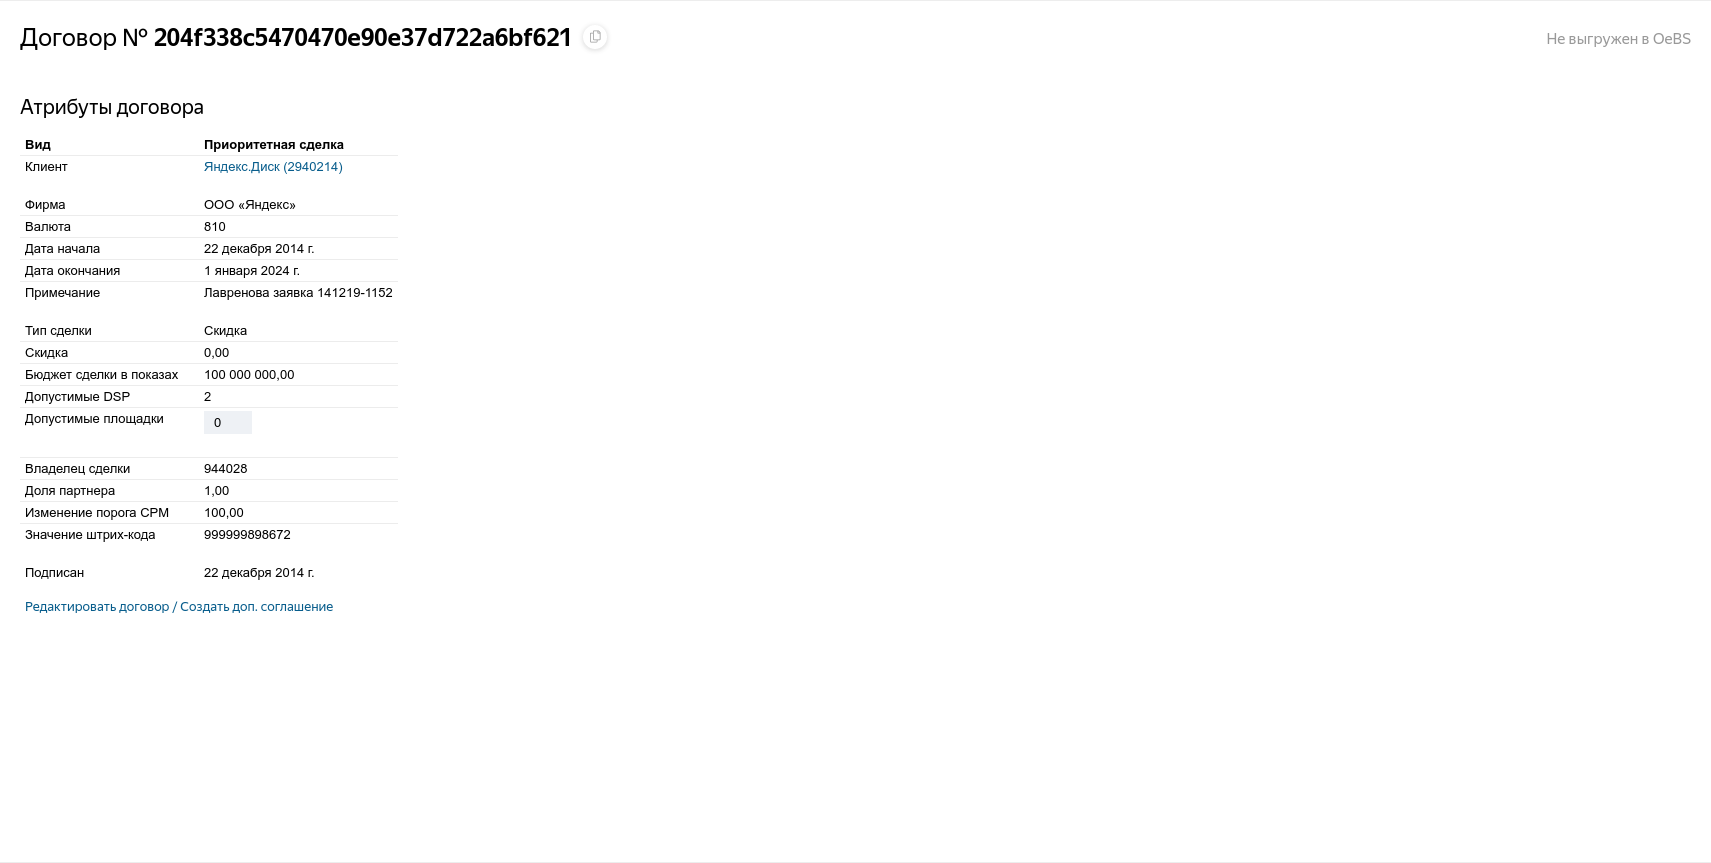 Договор № 204f338c5470470e90e37d722a6bf621
Не выгружен в OeBS
Атрибуты договора
Вид Приоритетная сделка
Клиент Яндекс.Диск (2940214)
Фирма ООО «Яндекс»
Валюта 810
Дата начала 22 декабря 2014 г.
Дата окончания 1 января 2024 г.
Примечание Лавренова заявка 141219-1152
Тип сделки Скидка
Скидка 0,00
Бюджет сделки в показах 100 000 000,00
Допустимые DSP 2
Допустимые площадки 0
Владелец сделки 944028
Доля партнера 1,00
Изменение порога CPM 100,00
Значение штрих-кода 999999898672
Подписан 22 декабря 2014 г.
Редактировать договор / Создать доп. соглашение